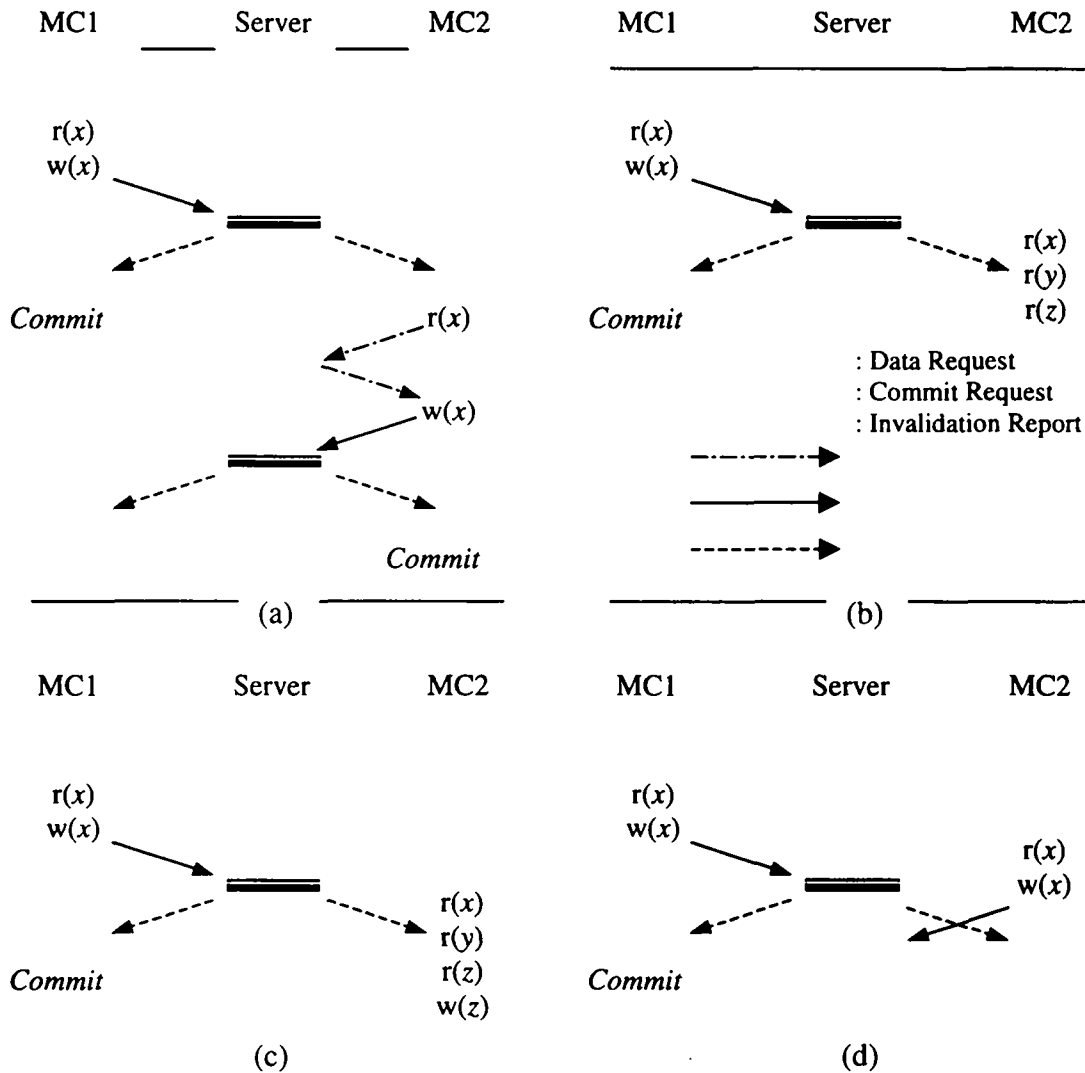 MC1 Server MC2
r(x)
w(x)
Commit
r(x)
w(x)
Commit
(a)
MC1 Server MC2
r(x)
w(x)
r(x)
r(y)
r(z)
Commit
: Data Request
: Commit Request
: Invalidation Report
(b)
MC1 Server MC2
r(x)
w(x)
r(x)
r(y)
r(z)
w(z)
Commit
(c)
MC1 Server MC2
r(x)
w(x)
r(x)
w(x)
Commit
(d)